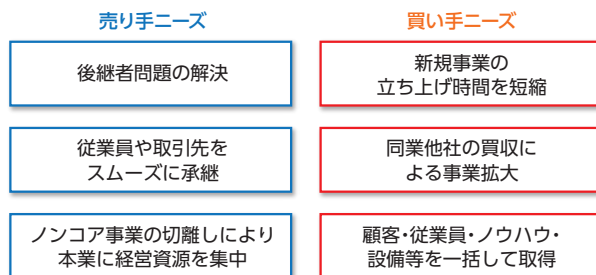 売り手ニーズ
後継者問題の解決
従業員や取引先を
スムーズに承継
ノンコア事業の切離しにより
本業に経営資源を集中
買い手ニーズ
新規事業の
立ち上げ時間を短縮
同業他社の買収に
よる事業拡大
顧客・従業員・ノウハウ・
設備等を一括して取得